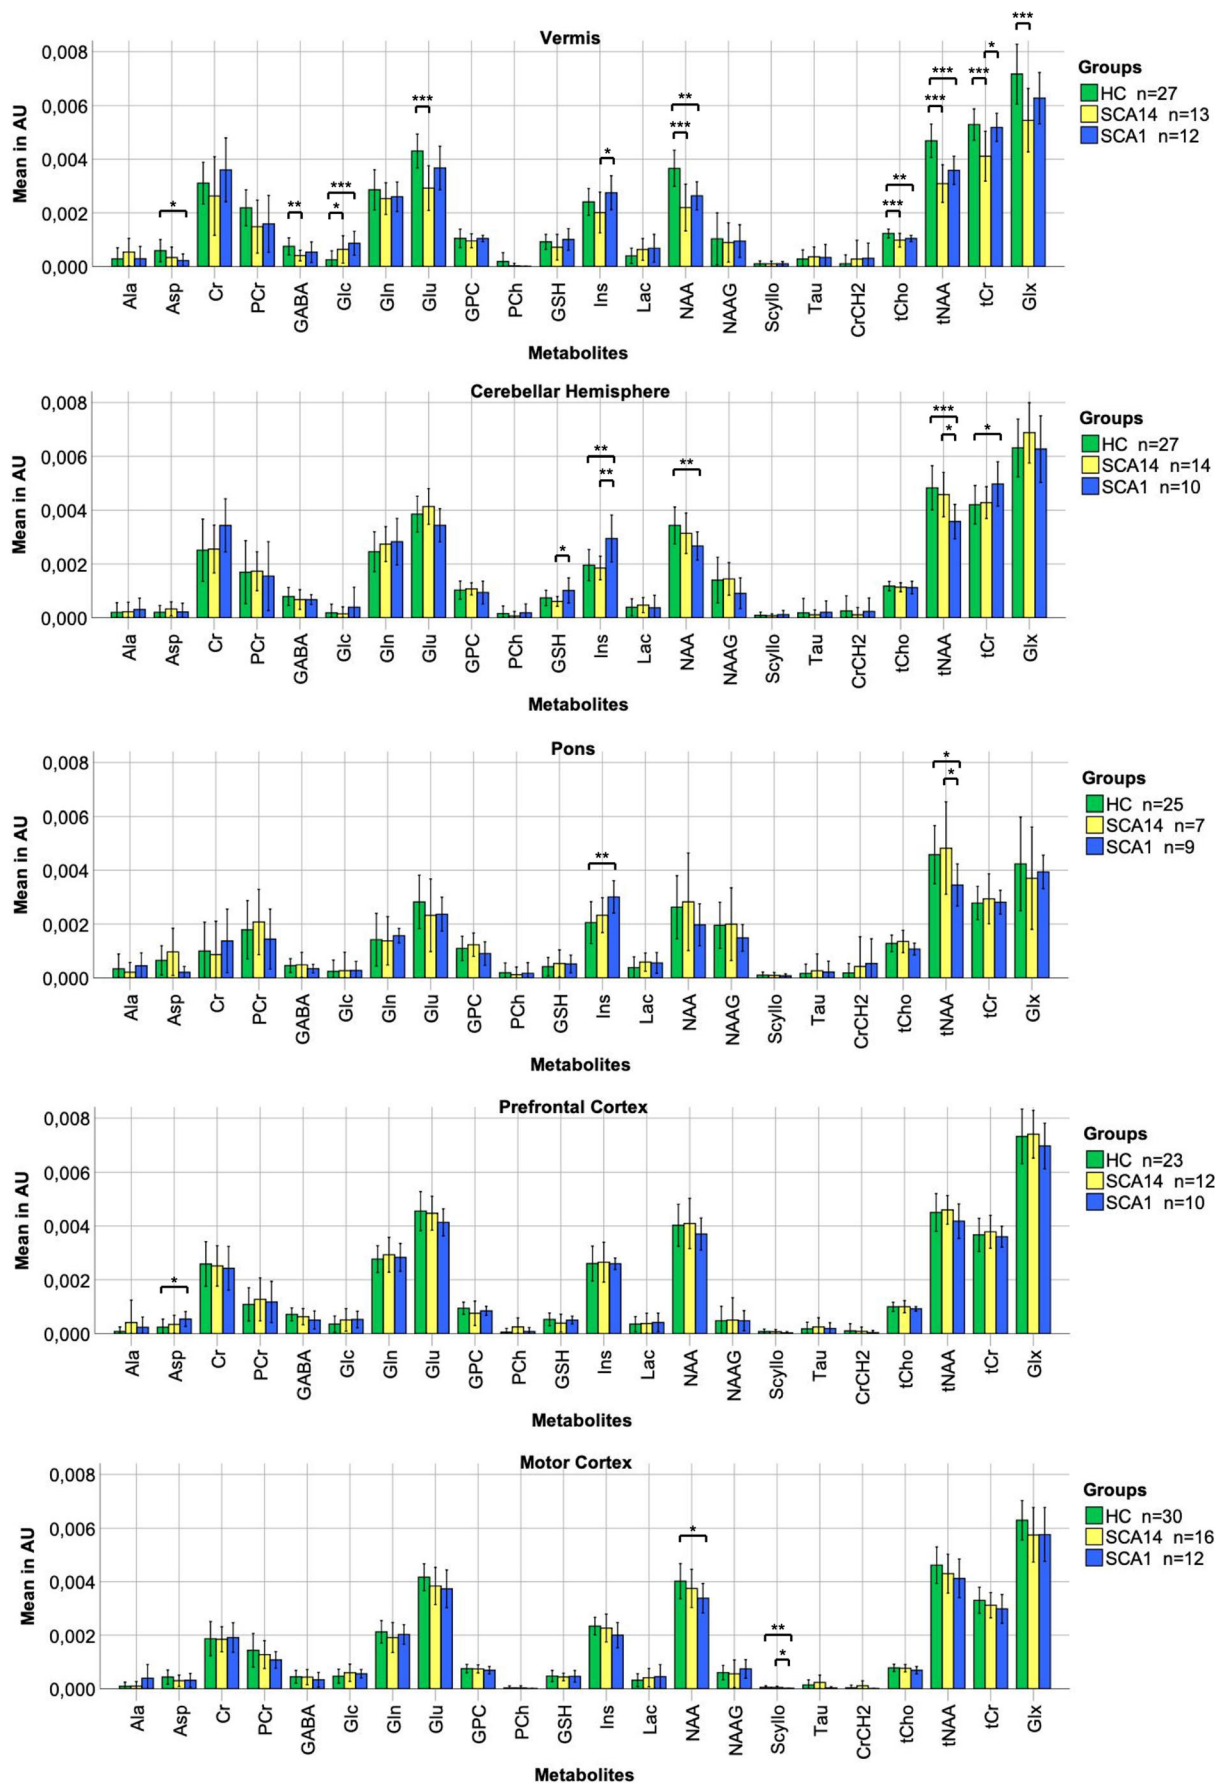 Vermis
Mean in AU
0,008
0,006
0,004
0,002
0,000
* ** * *** *** * *** ** *** ** *** *** *** * ***
Groups
HC n=27
SCA14 n=13
SCA1 n=12
Ala Asp Cr PCr GABA Glc Gln Glu GPC PCh GSH Ins Lac NAA NAAG Scyllo Tau CrCH2 tCho tNAA tCr Glx
Metabolites
Cerebellar Hemisphere
Mean in AU
0,008
0,006
0,004
0,002
0,000
* ** ** ** *** * *
Groups
HC n=27
SCA14 n=14
SCA1 n=10
Ala Asp Cr PCr GABA Glc Gln Glu GPC PCh GSH Ins Lac NAA NAAG Scyllo Tau CrCH2 tCho tNAA tCr Glx
Metabolites
Pons
Mean in AU
0,008
0,006
0,004
0,002
0,000
** * *
Groups
HC n=25
SCA14 n=7
SCA1 n=9
Ala Asp Cr PCr GABA Glc Gln Glu GPC PCh GSH Ins Lac NAA NAAG Scyllo Tau CrCH2 tCho tNAA tCr Glx
Metabolites
Prefrontal Cortex
Mean in AU
0,008
0,006
0,004
0,002
0,000
*
Groups
HC n=23
SCA14 n=12
SCA1 n=10
Ala Asp Cr PCr GABA Glc Gln Glu GPC PCh GSH Ins Lac NAA NAAG Scyllo Tau CrCH2 tCho tNAA tCr Glx
Metabolites
Motor Cortex
Mean in AU
0,008
0,006
0,004
0,002
0,000
* ** *
Groups
HC n=30
SCA14 n=16
SCA1 n=12
Ala Asp Cr PCr GABA Glc Gln Glu GPC PCh GSH Ins Lac NAA NAAG Scyllo Tau CrCH2 tCho tNAA tCr Glx
Metabolites